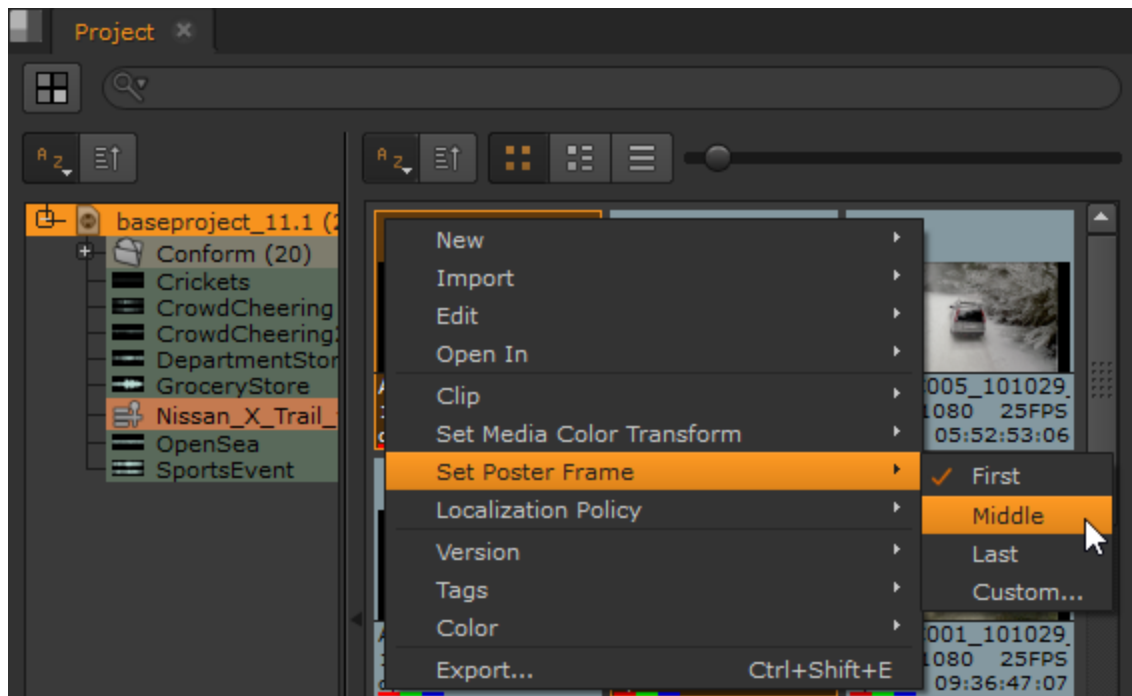 Project
baseproject_11.1 (2
Conform (20)
Crickets
CrowdCheering
CrowdCheering2
DepartmentStor
GroceryStore
Nissan_X_Trail_
OpenSea
SportsEvent
New
Import
Edit
Open In
Clip
Set Media Color Transform
Set Poster Frame
Localization Policy
Version
Tags
Color
Export... Ctrl+Shift+E
First
Middle
Last
Custom...
005_101029_
1080 25FPS
05:52:53:06
001_101029_
1080 25FPS
09:36:47:07